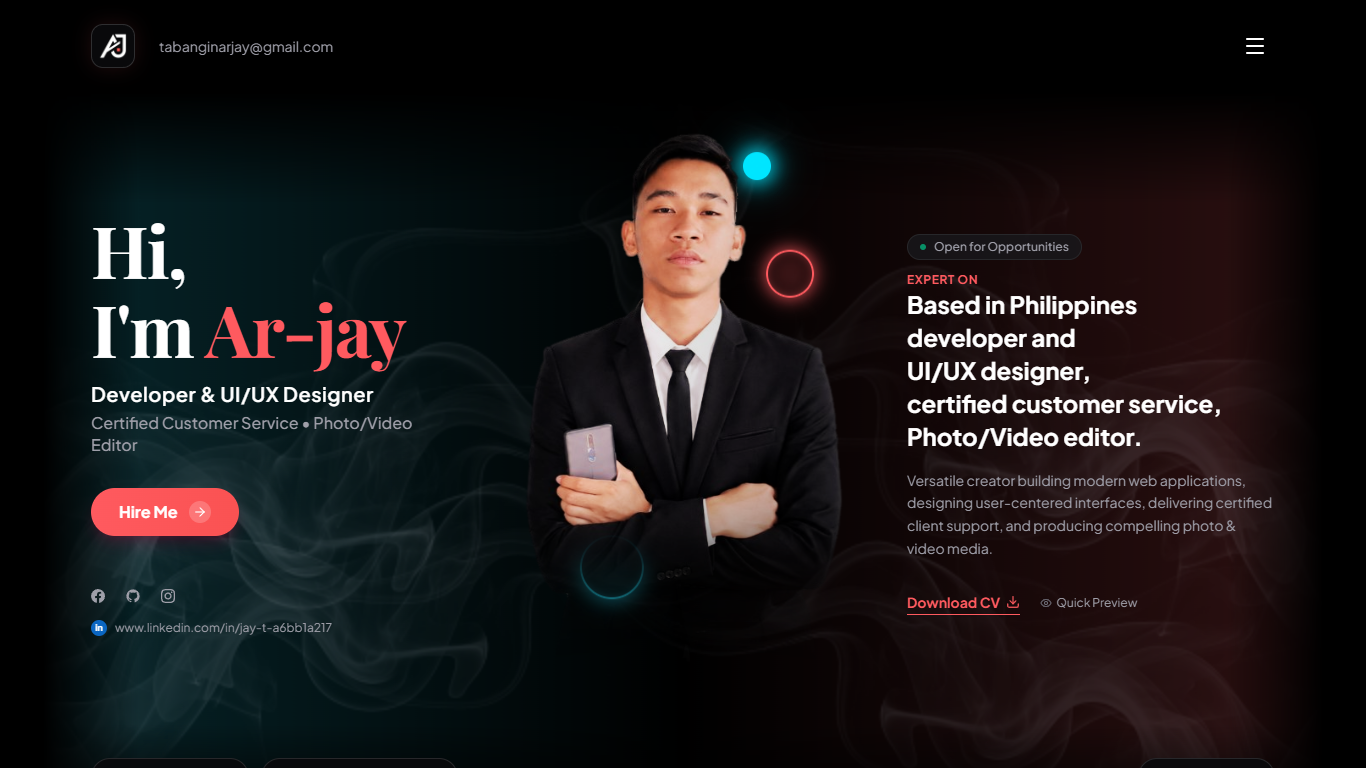 AJ
tabanginarjay@gmail.com
Hi,
I'm Ar-jay
Developer & UI/UX Designer
Certified Customer Service • Photo/Video
Editor
Hire Me
in www.linkedin.com/in/jay-t-a6bb1a217
Open for Opportunities
EXPERT ON
Based in Philippines
developer and
UI/UX designer,
certified customer service,
Photo/Video editor.
Versatile creator building modern web applications,
designing user-centered interfaces, delivering certified
client support, and producing compelling photo &
video media.
Download CV
Quick Preview